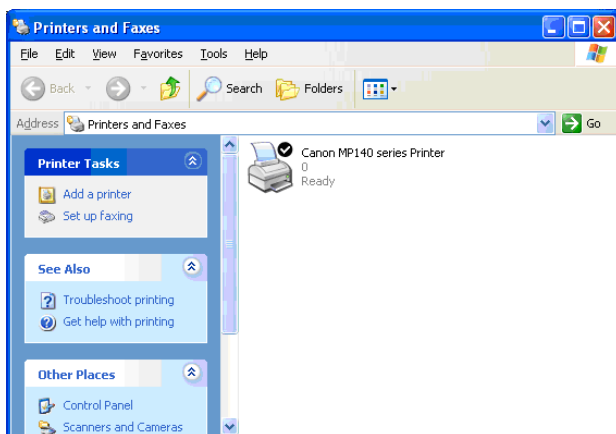 Printers and Faxes
File Edit View Favorites Tools Help
Back Search Folders
Address Printers and Faxes Go
Printer Tasks
Add a printer
Set up faxing
See Also
Troubleshoot printing
Get help with printing
Other Places
Control Panel
Scanners and Cameras
Canon MP140 series Printer
0
Ready